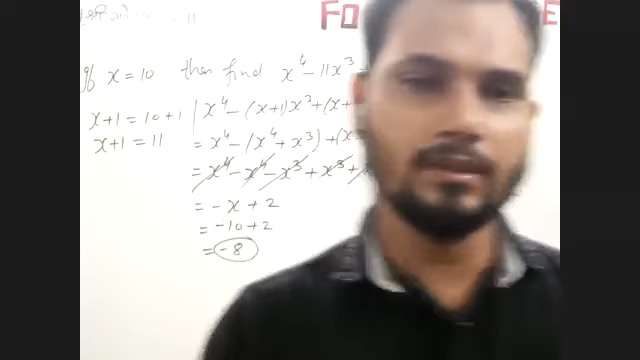 FO E
If x = 10 then find x⁴ - 11x³
x+1 = 10+1 | x⁴ - (x+1)x³ + (x+
x+1 = 11 = x⁴ - (x⁴ + x³) + (x
= x⁴ - x⁴ - x³ + x³ +
= -x + 2
= -10 + 2
= -8